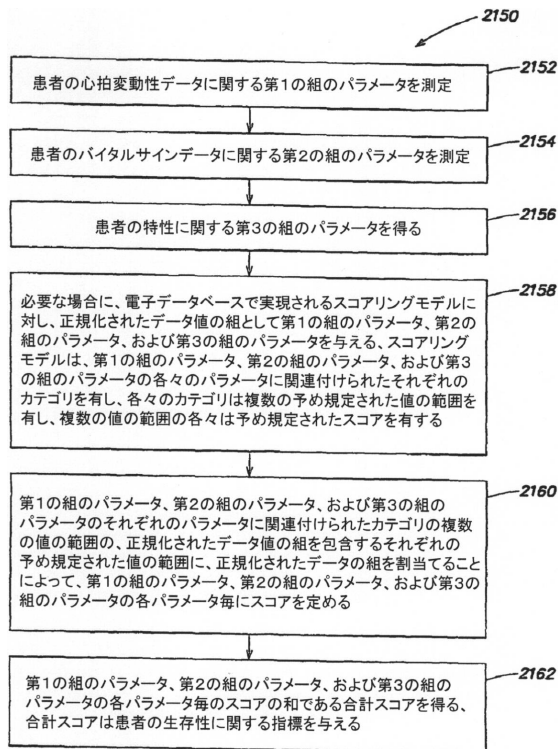 2150
2152
患者の心拍変動性データに関する第1の組のパラメータを測定
2154
患者のバイタルサインデータに関する第2の組のパラメータを測定
2156
患者の特性に関する第3の組のパラメータを得る
2158
必要な場合に、電子データベースで実現されるスコアリングモデルに
対し、正規化されたデータ値の組として第1の組のパラメータ、第2の
組のパラメータ、および第3の組のパラメータを与える、スコアリング
モデルは、第1の組のパラメータ、第2の組のパラメータ、および第3
の組のパラメータの各々のパラメータに関連付けられたそれぞれの
カテゴリを有し、各々のカテゴリは複数の予め規定された値の範囲を
有し、複数の値の範囲の各々は予め規定されたスコアを有する
2160
第1の組のパラメータ、第2の組のパラメータ、および第3の組の
パラメータのそれぞれのパラメータに関連付けられたカテゴリの複数
の値の範囲の、正規化されたデータ値の組を包含するそれぞれの
予め規定された値の範囲に、正規化されたデータの組を割当てること
によって、第1の組のパラメータ、第2の組のパラメータ、および第3の
組のパラメータの各パラメータ毎にスコアを定める
2162
第1の組のパラメータ、第2の組のパラメータ、および第3の組の
パラメータの各パラメータ毎のスコアの和である合計スコアを得る、
合計スコアは患者の生存性に関する指標を与える